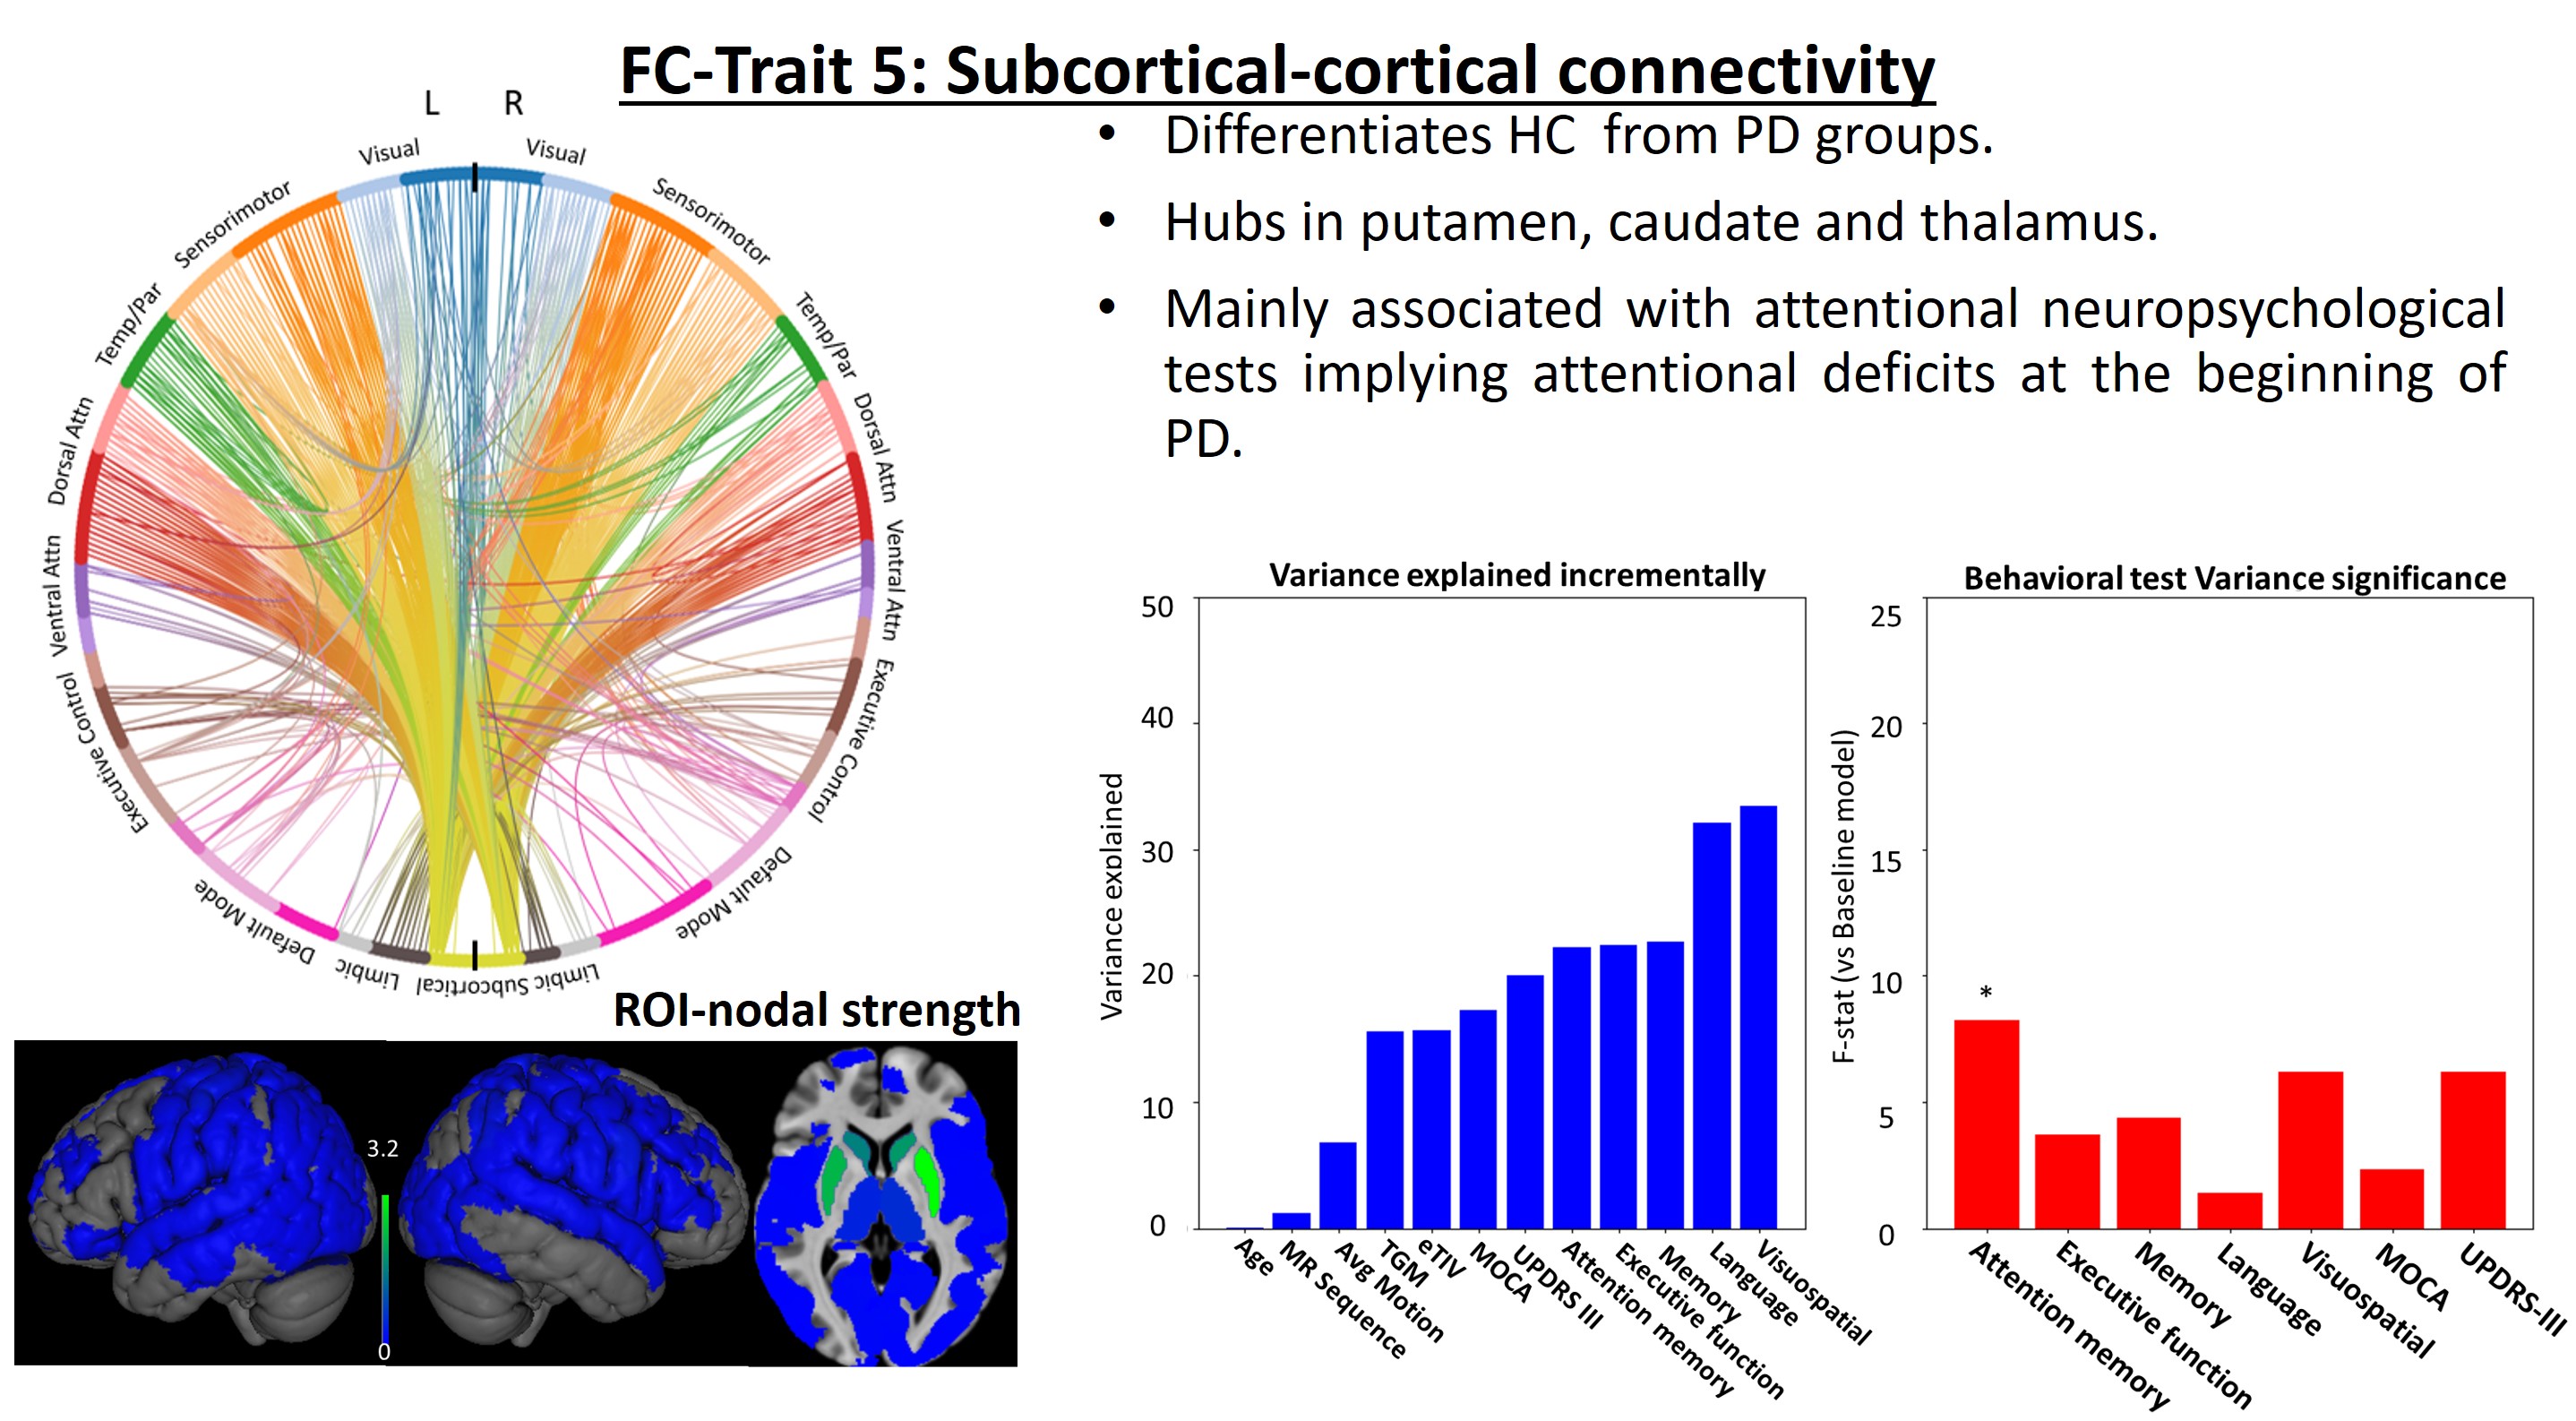 FC-Trait 5: Subcortical-cortical connectivity
• Differentiates HC from PD groups.
• Hubs in putamen, caudate and thalamus.
• Mainly associated with attentional neuropsychological
tests implying attentional deficits at the beginning of
PD.
L R
Visual
Visual
Sensorimotor
Sensorimotor
Temp/Par
Temp/Par
Dorsal Attn
Dorsal Attn
Ventral Attn
Ventral Attn
Executive Control
Executive Control
Default Mode
Default Mode
Limbic
Subcortical
Limbic
ROI-nodal strength
3.2
0
Variance explained incrementally
Variance explained
50
40
30
20
10
0
Age
MR Sequence
Avg Motion
TGM
eTIV
MOCA
UPDRS III
Attention memory
Executive function
Memory
Language
Visuospatial
Behavioral test Variance significance
F-stat (vs Baseline model)
25
20
15
10
5
0
*
Attention memory
Executive function
Memory
Language
Visuospatial
MOCA
UPDRS-III